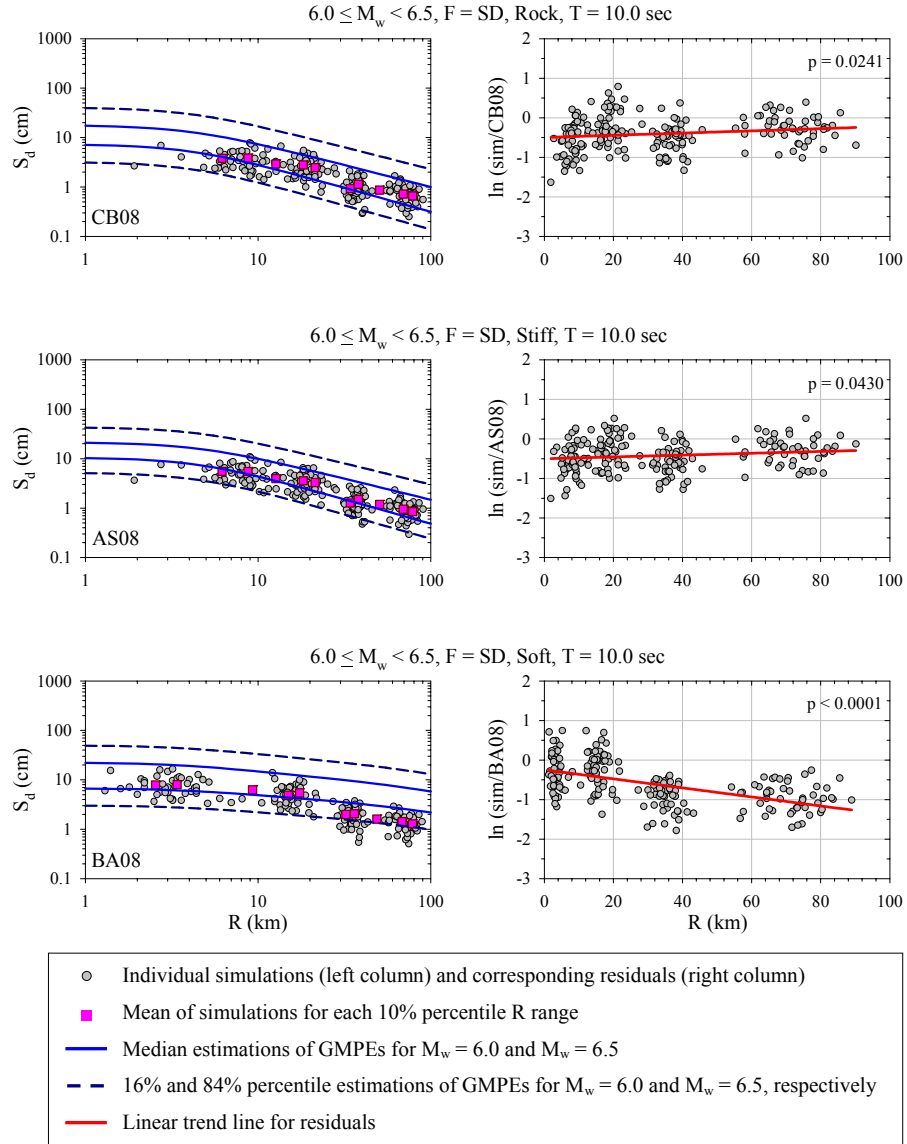 6.0 ≤ Mw < 6.5, F = SD, Rock, T = 10.0 sec
Sd (cm)
1000
100
10
1
0.1
CB08
1 10 100
ln (sim/CB08)
2
1
0
-1
-2
-3
p = 0.0241
0 20 40 60 80 100
6.0 ≤ Mw < 6.5, F = SD, Stiff, T = 10.0 sec
Sd (cm)
1000
100
10
1
0.1
AS08
1 10 100
ln (sim/AS08)
2
1
0
-1
-2
-3
p = 0.0430
0 20 40 60 80 100
6.0 ≤ Mw < 6.5, F = SD, Soft, T = 10.0 sec
Sd (cm)
1000
100
10
1
0.1
BA08
1 10 100
R (km)
ln (sim/BA08)
2
1
0
-1
-2
-3
p < 0.0001
0 20 40 60 80 100
R (km)
Individual simulations (left column) and corresponding residuals (right column)
Mean of simulations for each 10% percentile R range
Median estimations of GMPEs for Mw = 6.0 and Mw = 6.5
16% and 84% percentile estimations of GMPEs for Mw = 6.0 and Mw = 6.5, respectively
Linear trend line for residuals